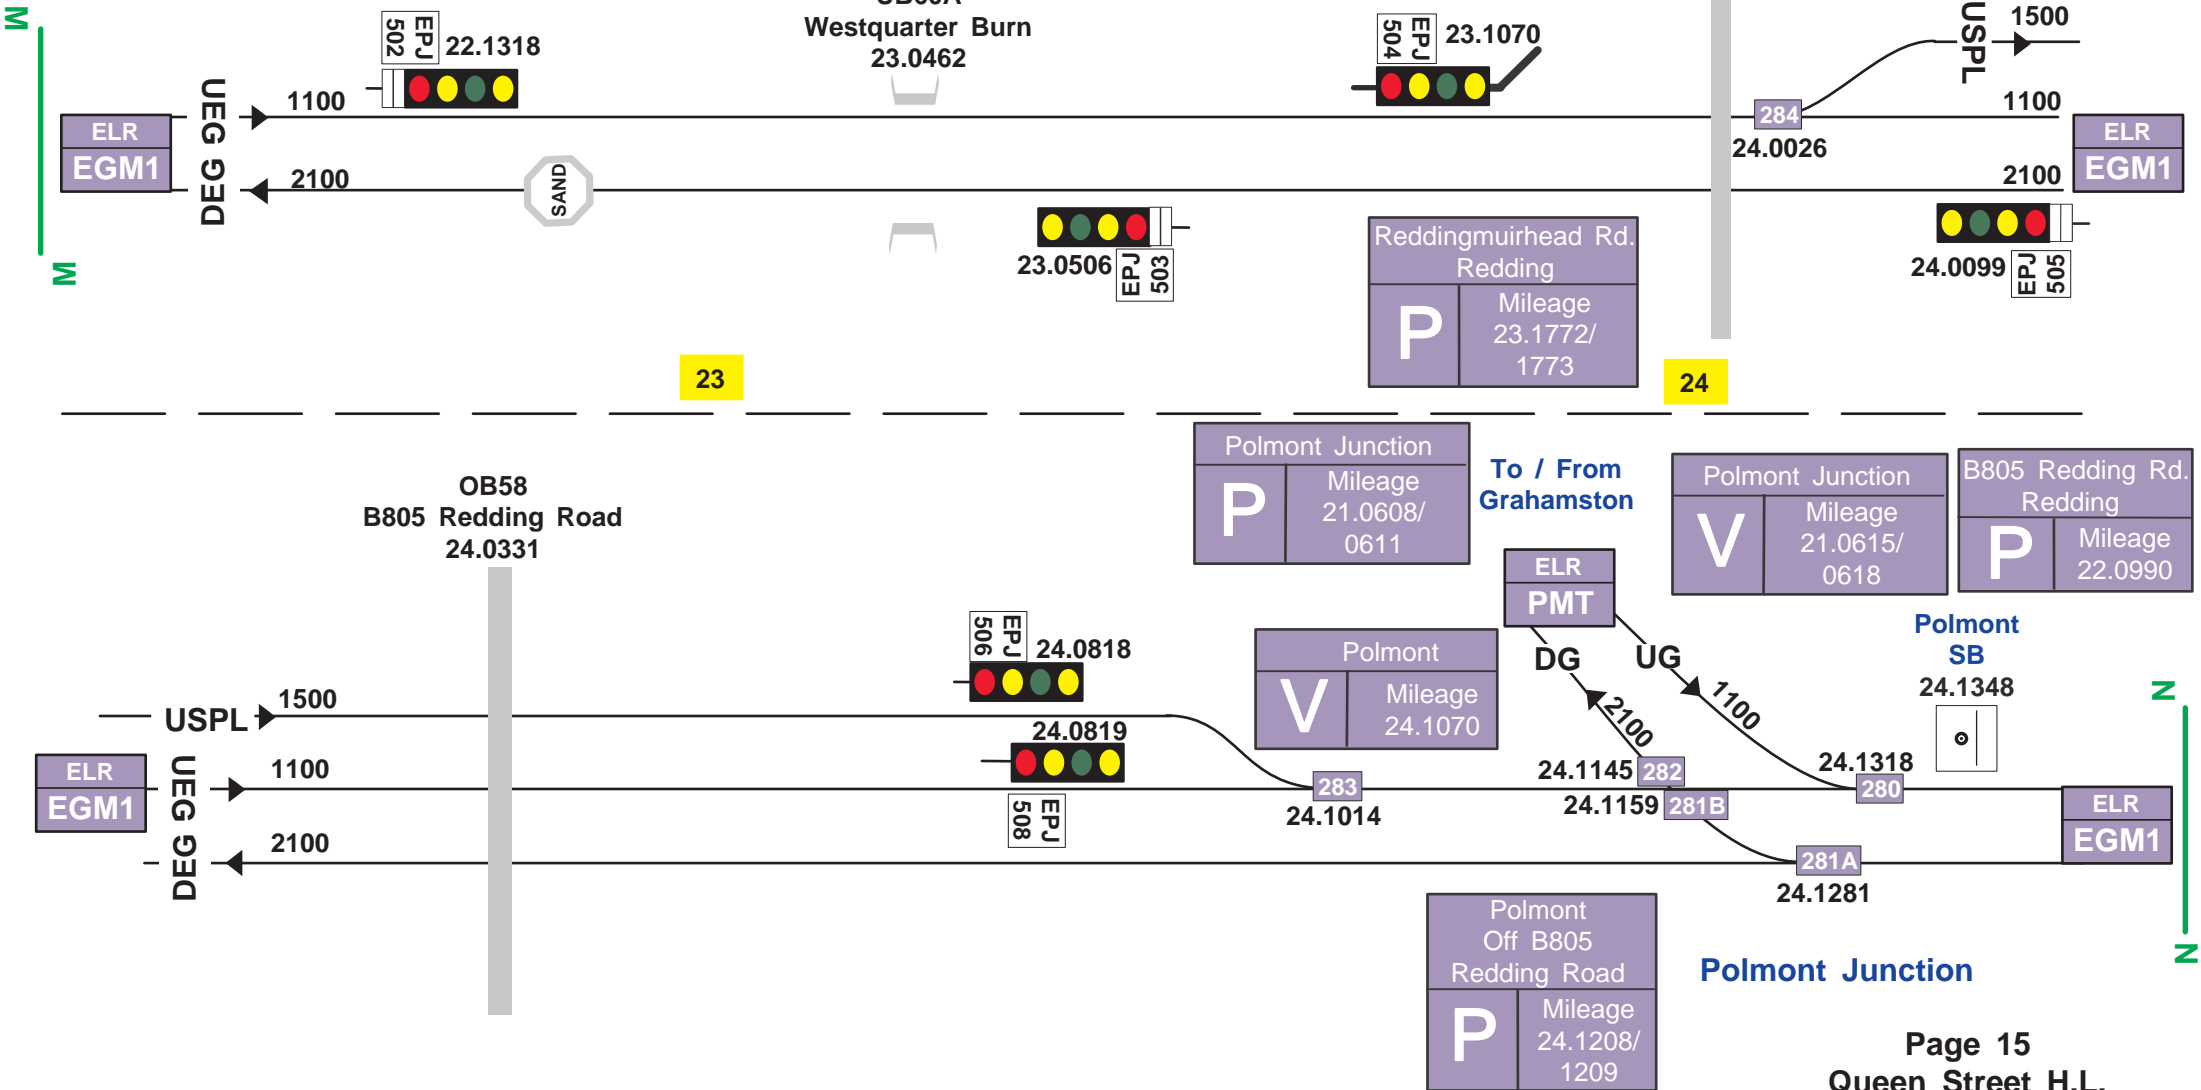 M
EPJ
502
22.1318
Westquarter Burn
23.0462
EPJ
504
23.1070
USPL
1500
ELR
EGM1
UEG
DEG
1100
2100
SAND
284
24.0026
1100
2100
ELR
EGM1
M
23.0506
EPJ
503
Reddingmuirhead Rd.
Redding
P
Mileage
23.1772/
1773
24.0099
EPJ
505
23
24
OB58
B805 Redding Road
24.0331
Polmont Junction
P
Mileage
21.0608/
0611
To / From
Grahamston
Polmont Junction
V
Mileage
21.0615/
0618
B805 Redding Rd.
Redding
P
Mileage
22.0990
ELR
PMT
EPJ
506
24.0818
Polmont
V
Mileage
24.1070
DG
UG
2100
1100
Polmont
SB
24.1348
N
USPL
1500
24.0819
EPJ
508
ELR
EGM1
UEG
DEG
1100
2100
283
24.1014
24.1145
282
24.1159
281B
24.1318
280
281A
24.1281
ELR
EGM1
N
Polmont
Off B805
Redding Road
P
Mileage
24.1208/
1209
Polmont Junction
Page 15
Queen Street H.L.